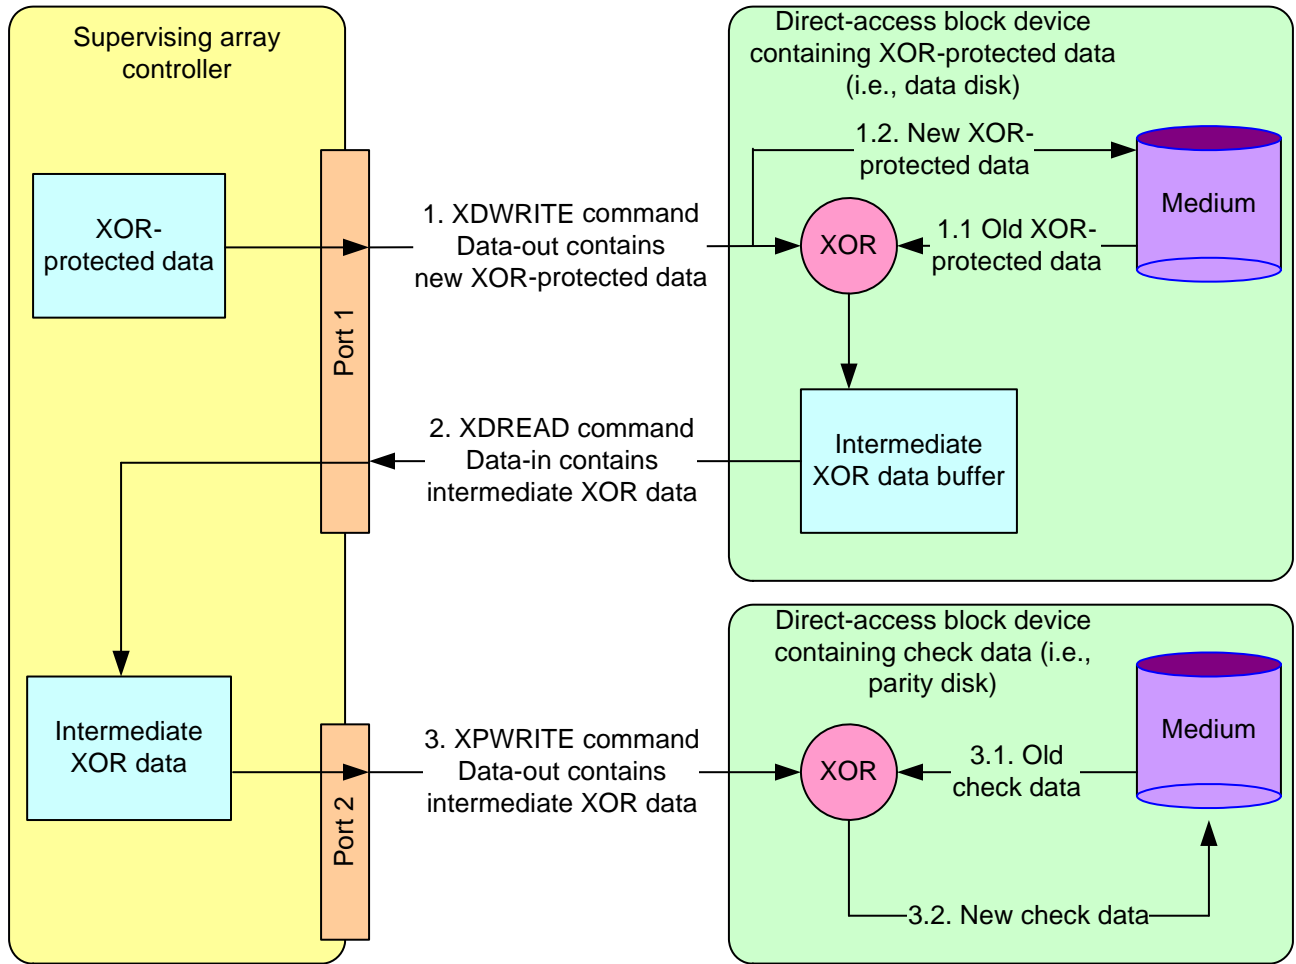 Supervising array
controller
Direct-access block device
containing XOR-protected data
(i.e., data disk)
XOR-
protected data
Port 1
1. XDWRITE command
Data-out contains
new XOR-protected data
1.2. New XOR-
protected data
XOR
1.1 Old XOR-
protected data
Medium
2. XDREAD command
Data-in contains
intermediate XOR data
Intermediate
XOR data buffer
Direct-access block device
containing check data (i.e.,
parity disk)
Intermediate
XOR data
Port 2
3. XPWRITE command
Data-out contains
intermediate XOR data
XOR
3.1. Old
check data
Medium
3.2. New check data